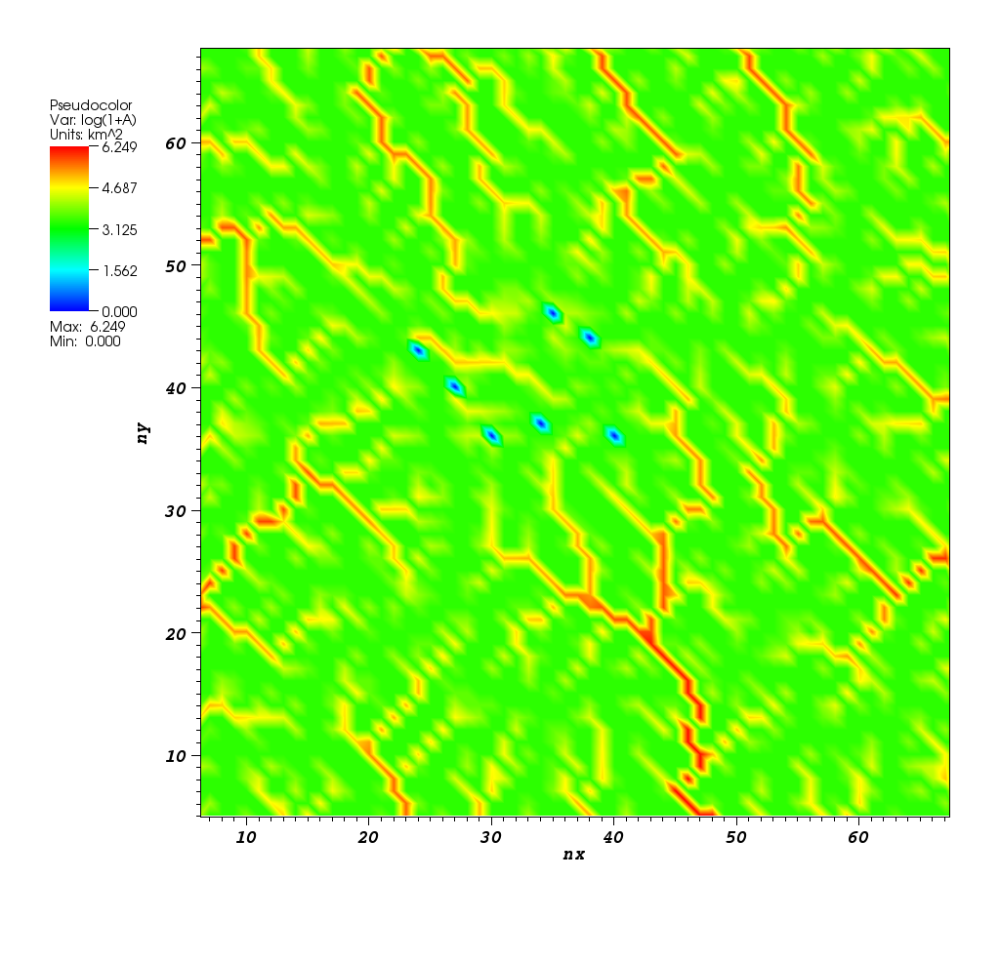 Pseudocolor
Var: log(1+A)
Units: km^2
6.249
4.687
3.125
1.562
0.000
Max: 6.249
Min: 0.000
60
50
40
30
20
10
ny
10 20 30 40 50 60
nx